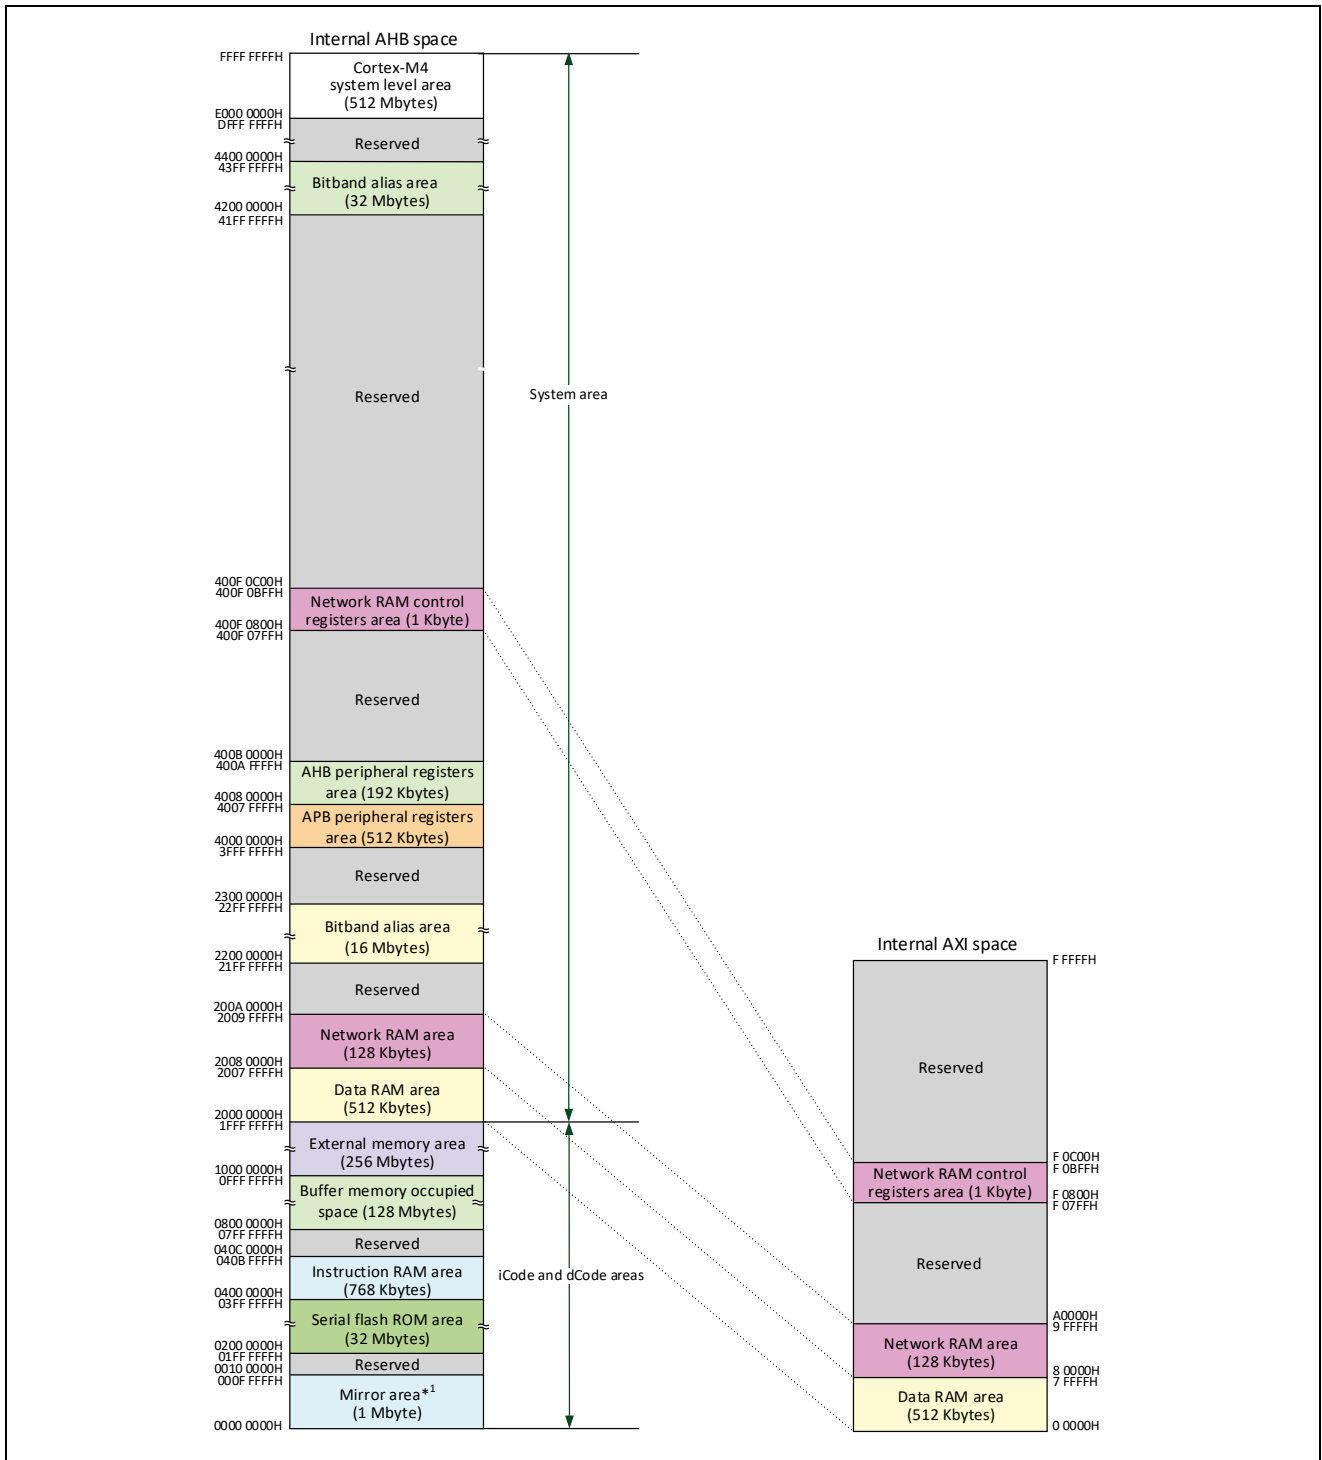 Internal AHB space
FFFF FFFFH
Cortex-M4
system level area
(512 Mbytes)
E000 0000H
DFFF FFFFH
Reserved
4400 0000H
43FF FFFFH
Bitband alias area
(32 Mbytes)
4200 0000H
41FF FFFFH
System area
Reserved
400F 0C00H
400F 0BFFH
Network RAM control
registers area (1 Kbyte)
400F 0800H
400F 07FFH
Reserved
400B 0000H
400A FFFFH
AHB peripheral registers
area (192 Kbytes)
4008 0000H
4007 FFFFH
APB peripheral registers
area (512 Kbytes)
4000 0000H
3FFF FFFFH
Reserved
2300 0000H
22FF FFFFH
Bitband alias area
(16 Mbytes)
2200 0000H
21FF FFFFH
Reserved
200A 0000H
2009 FFFFH
Network RAM area
(128 Kbytes)
2008 0000H
2007 FFFFH
Data RAM area
(512 Kbytes)
2000 0000H
1FFF FFFFH
External memory area
(256 Mbytes)
1000 0000H
0FFF FFFFH
Buffer memory occupied
space (128 Mbytes)
0800 0000H
07FF FFFFH
Reserved
040C 0000H
040B FFFFH
Instruction RAM area
(768 Kbytes)
iCode and dCode areas
0400 0000H
03FF FFFFH
Serial flash ROM area
(32 Mbytes)
0200 0000H
01FF FFFFH
Reserved
0010 0000H
000F FFFFH
Mirror area*1
(1 Mbyte)
0000 0000H
Internal AXI space
F FFFFH
Reserved
F 0C00H
F 0BFFH
Network RAM control
registers area (1 Kbyte)
F 0800H
F 07FFH
Reserved
A0000H
9 FFFFH
Network RAM area
(128 Kbytes)
8 0000H
7 FFFFH
Data RAM area
(512 Kbytes)
0 0000H